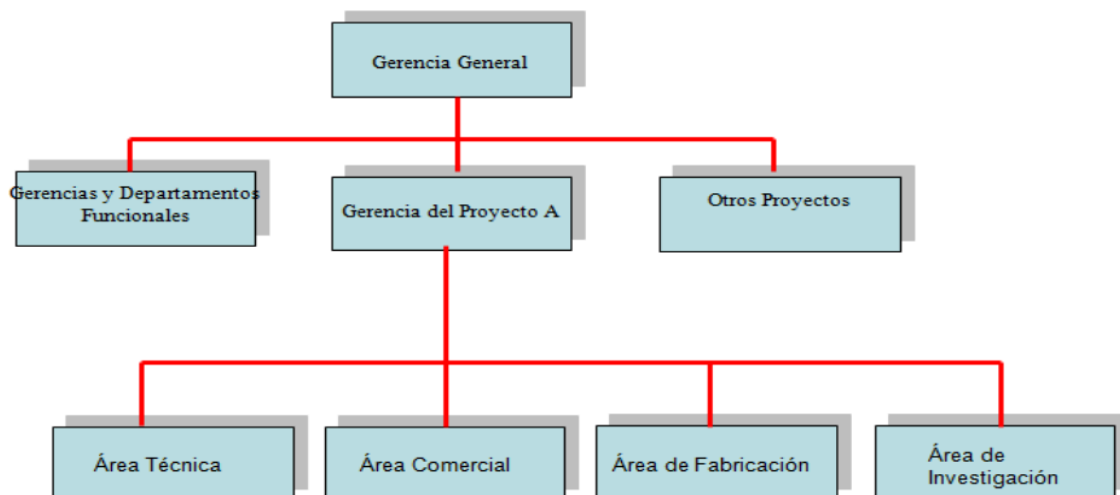 Gerencia General
Gerencias y Departamentos
Funcionales
Gerencia del Proyecto A
Otros Proyectos
Área Técnica
Área Comercial
Área de Fabricación
Área de
Investigación